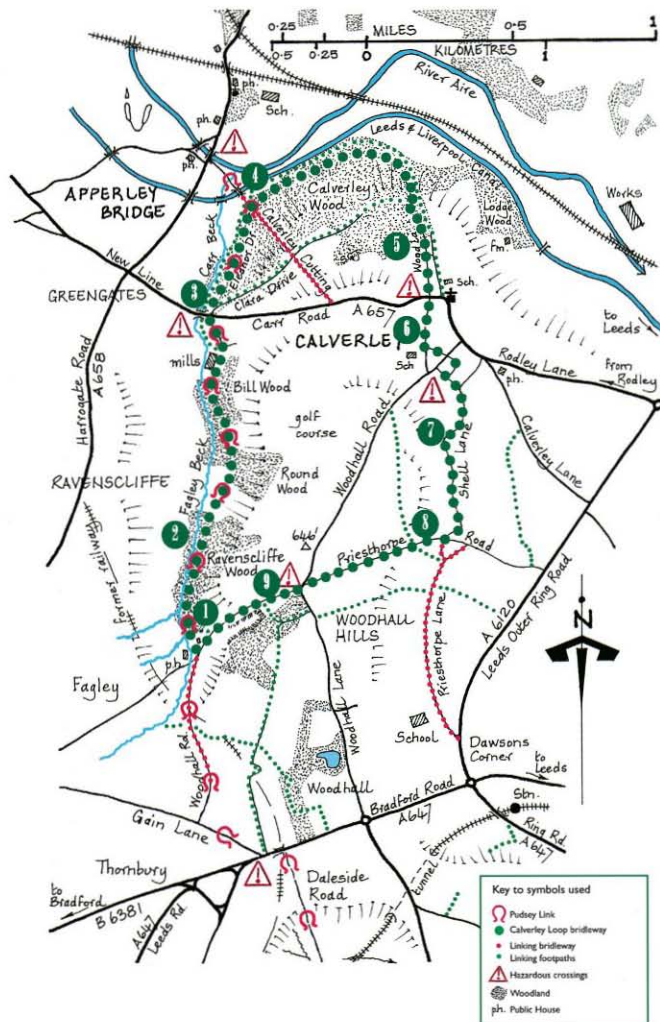 0.25 0 0.5 1
MILES
KILOMETRES
0.5 0.25 0 1
River Aire
Leeds & Liverpool Canal
ph.
Sch.
ph.
ph.
4
APPERLEY
BRIDGE
Calverley
Wood
Lodge
Wood
Works
Carr Beck
Calverley Cutting
5
Wood
fm.
New Line
3
Clara Drive
Sch.
GREENGATES
Carr Road
A 657
to
Leeds
CALVERLE
6
Sch
mills
Rodley Lane
from
Rodley
ph.
Harrogate Road
A 658
Bill Wood
golf
course
Woodhall Road
7
Shell Lane
Calverley Lane
RAVENSCLIFFE
Fagley Beck
Round
Wood
2
Former railway
646'
8
Ravenscliffe
Wood
Priesthorpe Road
9
1
WOODHALL
HILLS
A 6120
Leeds Outer Ring Road
N
ph.
Fagley
Woodhall Lane
Priesthorpe Lane
School
Woodhall Rd.
Dawsons
Corner
to
Leeds
Woodhall
Bradford Road
A647
Stn.
Ring Rd.
A647
Gain Lane
Thornbury
tunnel
Daleside
Road
to
Bradford
B 6381
A647
Leeds Rd.
Key to symbols used
Pudsey Link
Calverley Loop bridleway
Linking bridleway
Linking footpaths
Hazardous crossings
Woodland
ph. Public House